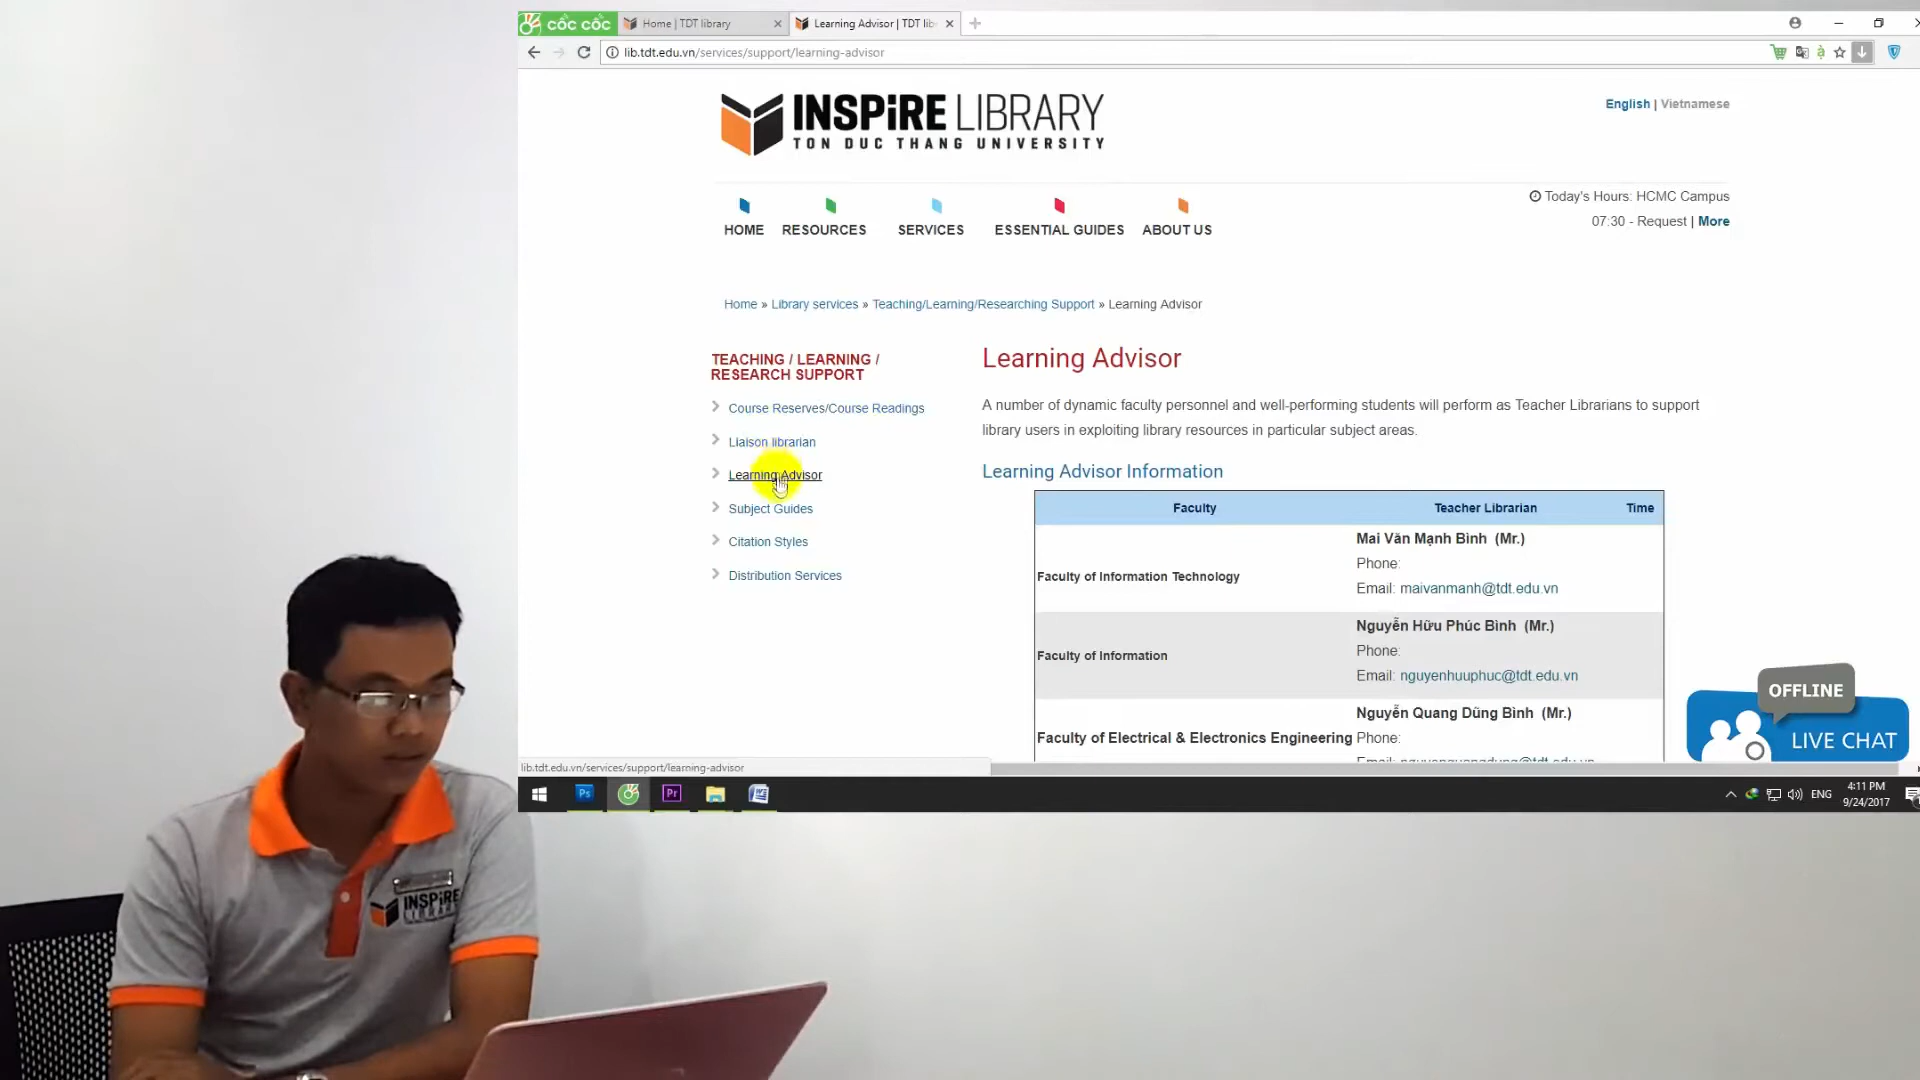 cốc cốc
Home | TDT library
Learning Advisor | TDT lib
lib.tdt.edu.vn/services/support/learning-advisor
INSPiRE LIBRARY
TON DUC THANG UNIVERSITY
English | Vietnamese
Today's Hours: HCMC Campus
07:30 - Request | More
HOME
RESOURCES
SERVICES
ESSENTIAL GUIDES
ABOUT US
Home » Library services » Teaching/Learning/Researching Support » Learning Advisor
TEACHING / LEARNING /
RESEARCH SUPPORT
Course Reserves/Course Readings
Liaison librarian
Learning Advisor
Subject Guides
Citation Styles
Distribution Services
Learning Advisor
A number of dynamic faculty personnel and well-performing students will perform as Teacher Librarians to support
library users in exploiting library resources in particular subject areas.
Learning Advisor Information
Faculty
Teacher Librarian
Time
Faculty of Information Technology
Mai Văn Mạnh Bình (Mr.)
Phone:
Email: maivanmanh@tdt.edu.vn
Faculty of Information
Nguyễn Hữu Phúc Bình (Mr.)
Phone:
Email: nguyenhuuphuc@tdt.edu.vn
Faculty of Electrical & Electronics Engineering
Nguyễn Quang Dũng Bình (Mr.)
Phone:
Email: nguyenquangdung@tdt.edu.vn
OFFLINE
LIVE CHAT
lib.tdt.edu.vn/services/support/learning-advisor
Ps
Pr
ENG
4:11 PM
9/24/2017
INSPiRE
LIBRARY